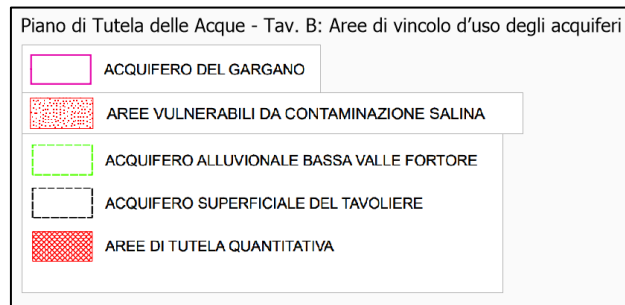 Piano di Tutela delle Acque - Tav. B: Aree di vincolo d'uso degli acquiferi
ACQUIFERO DEL GARGANO
AREE VULNERABILI DA CONTAMINAZIONE SALINA
ACQUIFERO ALLUVIONALE BASSA VALLE FORTORE
ACQUIFERO SUPERFICIALE DEL TAVOLIERE
AREE DI TUTELA QUANTITATIVA